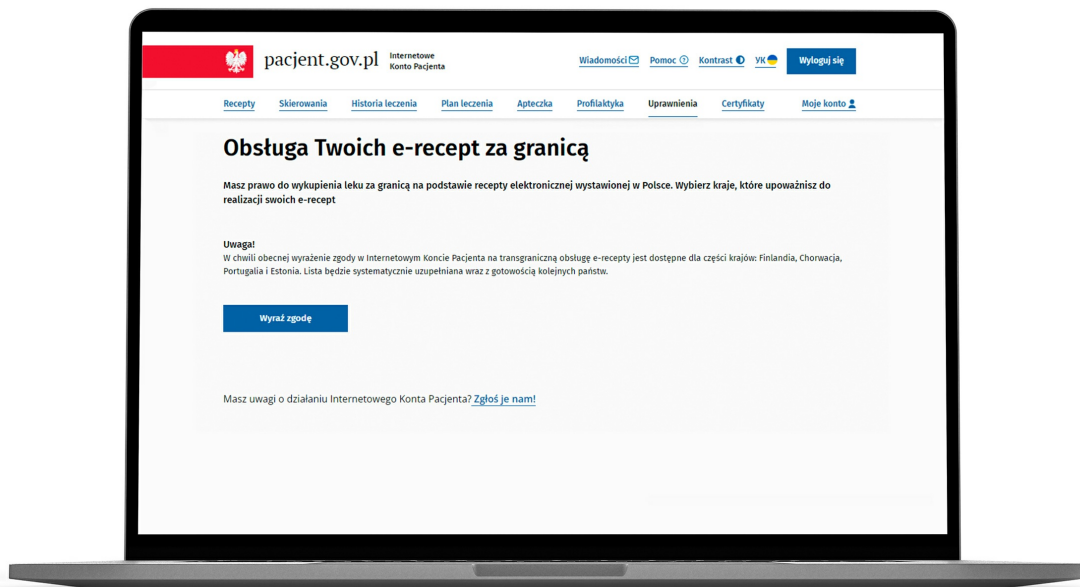 pacjent.gov.pl
Internetowe
Konto Pacjenta
Wiadomości
Pomoc
Kontrast
УК
Wyloguj się
Recepty
Skierowania
Historia leczenia
Plan leczenia
Apteczka
Profilaktyka
Uprawnienia
Certyfikaty
Moje konto
Obsługa Twoich e-recept za granicą
Masz prawo do wykupienia leku za granicą na podstawie recepty elektronicznej wystawionej w Polsce. Wybierz kraje, które upoważnisz do
realizacji swoich e-recept
Uwaga!
W chwili obecnej wyrażenie zgody w Internetowym Koncie Pacjenta na transgraniczną obsługę e-recepty jest dostępne dla części krajów: Finlandia, Chorwacja,
Portugalia i Estonia. Lista będzie systematycznie uzupełniana wraz z gotowością kolejnych państw.
Wyraź zgodę
Masz uwagi o działaniu Internetowego Konta Pacjenta? Zgłoś je nam!